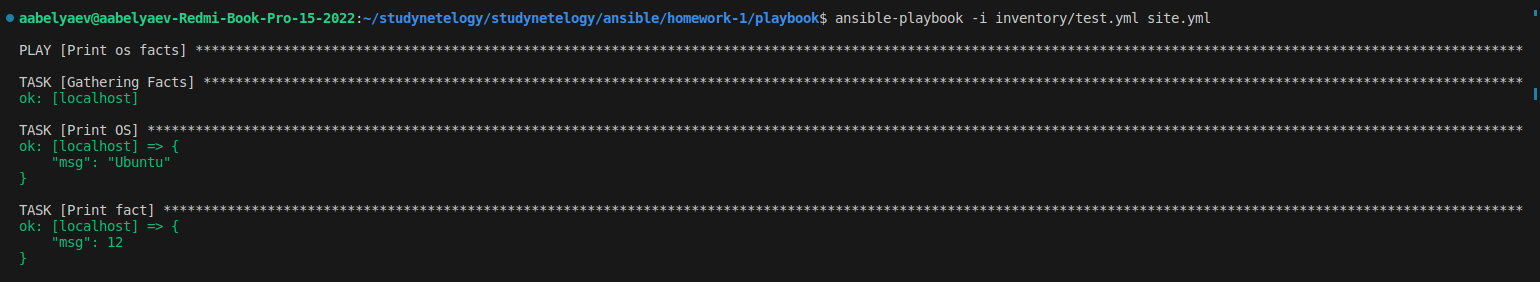 aabelyaev@aabelyaev-Redmi-Book-Pro-15-2022:~/studynetelogy/studynetelogy/ansible/homework-1/playbook$ ansible-playbook -i inventory/test.yml site.yml
PLAY [Print os facts] **********************************************************************************************************************************************************************
TASK [Gathering Facts] *********************************************************************************************************************************************************************
ok: [localhost]
TASK [Print OS] ****************************************************************************************************************************************************************************
ok: [localhost] => {
    "msg": "Ubuntu"
}
TASK [Print fact] **************************************************************************************************************************************************************************
ok: [localhost] => {
    "msg": 12
}